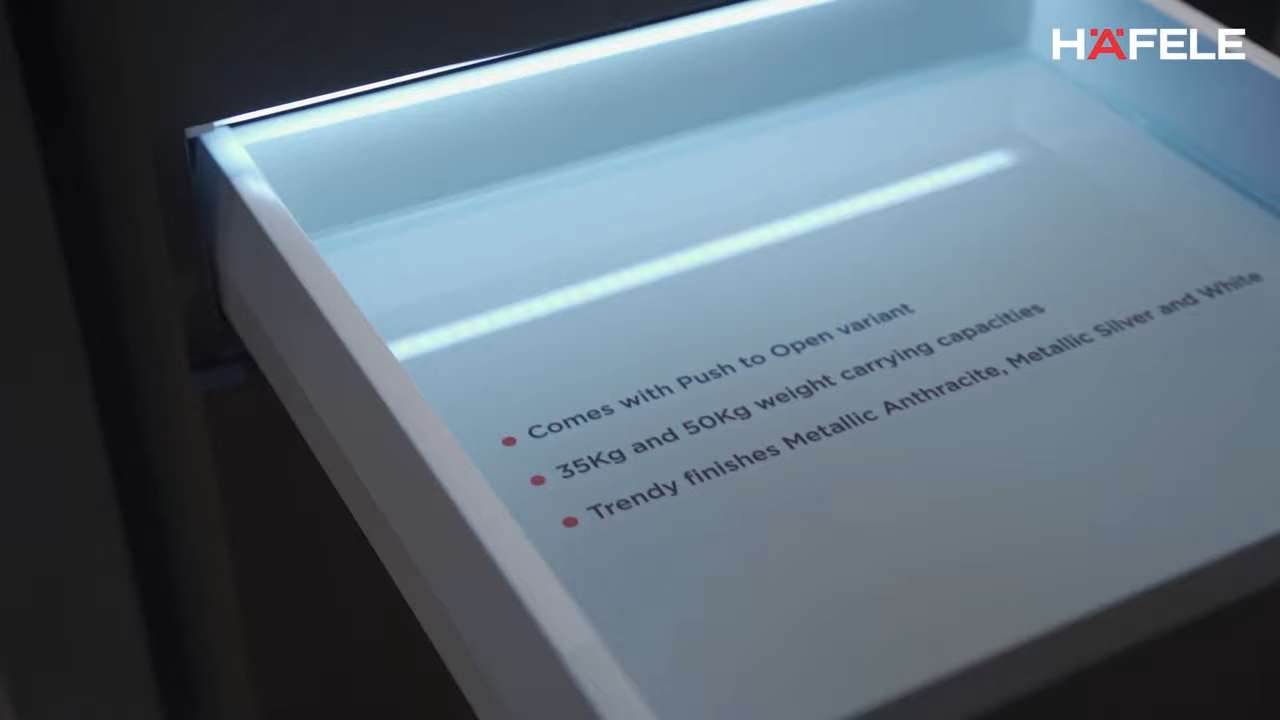 HÄFELE
Comes with Push to Open variant
35Kg and 50Kg weight carrying capacities
Trendy finishes Metallic Anthracite, Metallic Silver and White